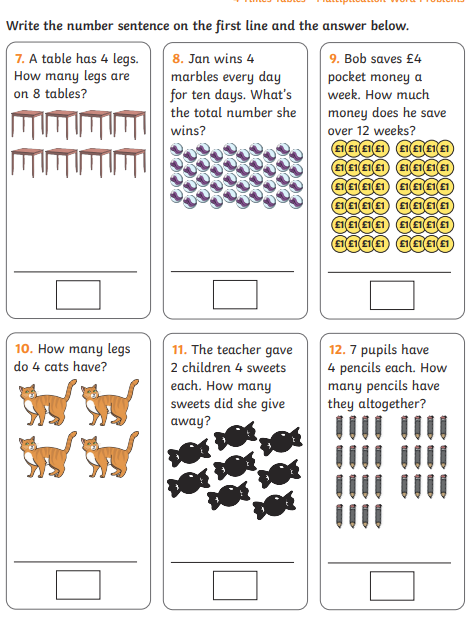 4 Times Tables - Multiplication Word Problems
Write the number sentence on the first line and the answer below.
7. A table has 4 legs.
How many legs are
on 8 tables?
8. Jan wins 4
marbles every day
for ten days. What's
the total number she
wins?
9. Bob saves £4
pocket money a
week. How much
money does he save
over 12 weeks?
£1 £1 £1 £1 £1 £1 £1 £1
£1 £1 £1 £1 £1 £1 £1 £1
£1 £1 £1 £1 £1 £1 £1 £1
£1 £1 £1 £1 £1 £1 £1 £1
£1 £1 £1 £1 £1 £1 £1 £1
£1 £1 £1 £1 £1 £1 £1 £1
10. How many legs
do 4 cats have?
11. The teacher gave
2 children 4 sweets
each. How many
sweets did she give
away?
12. 7 pupils have
4 pencils each. How
many pencils have
they altogether?